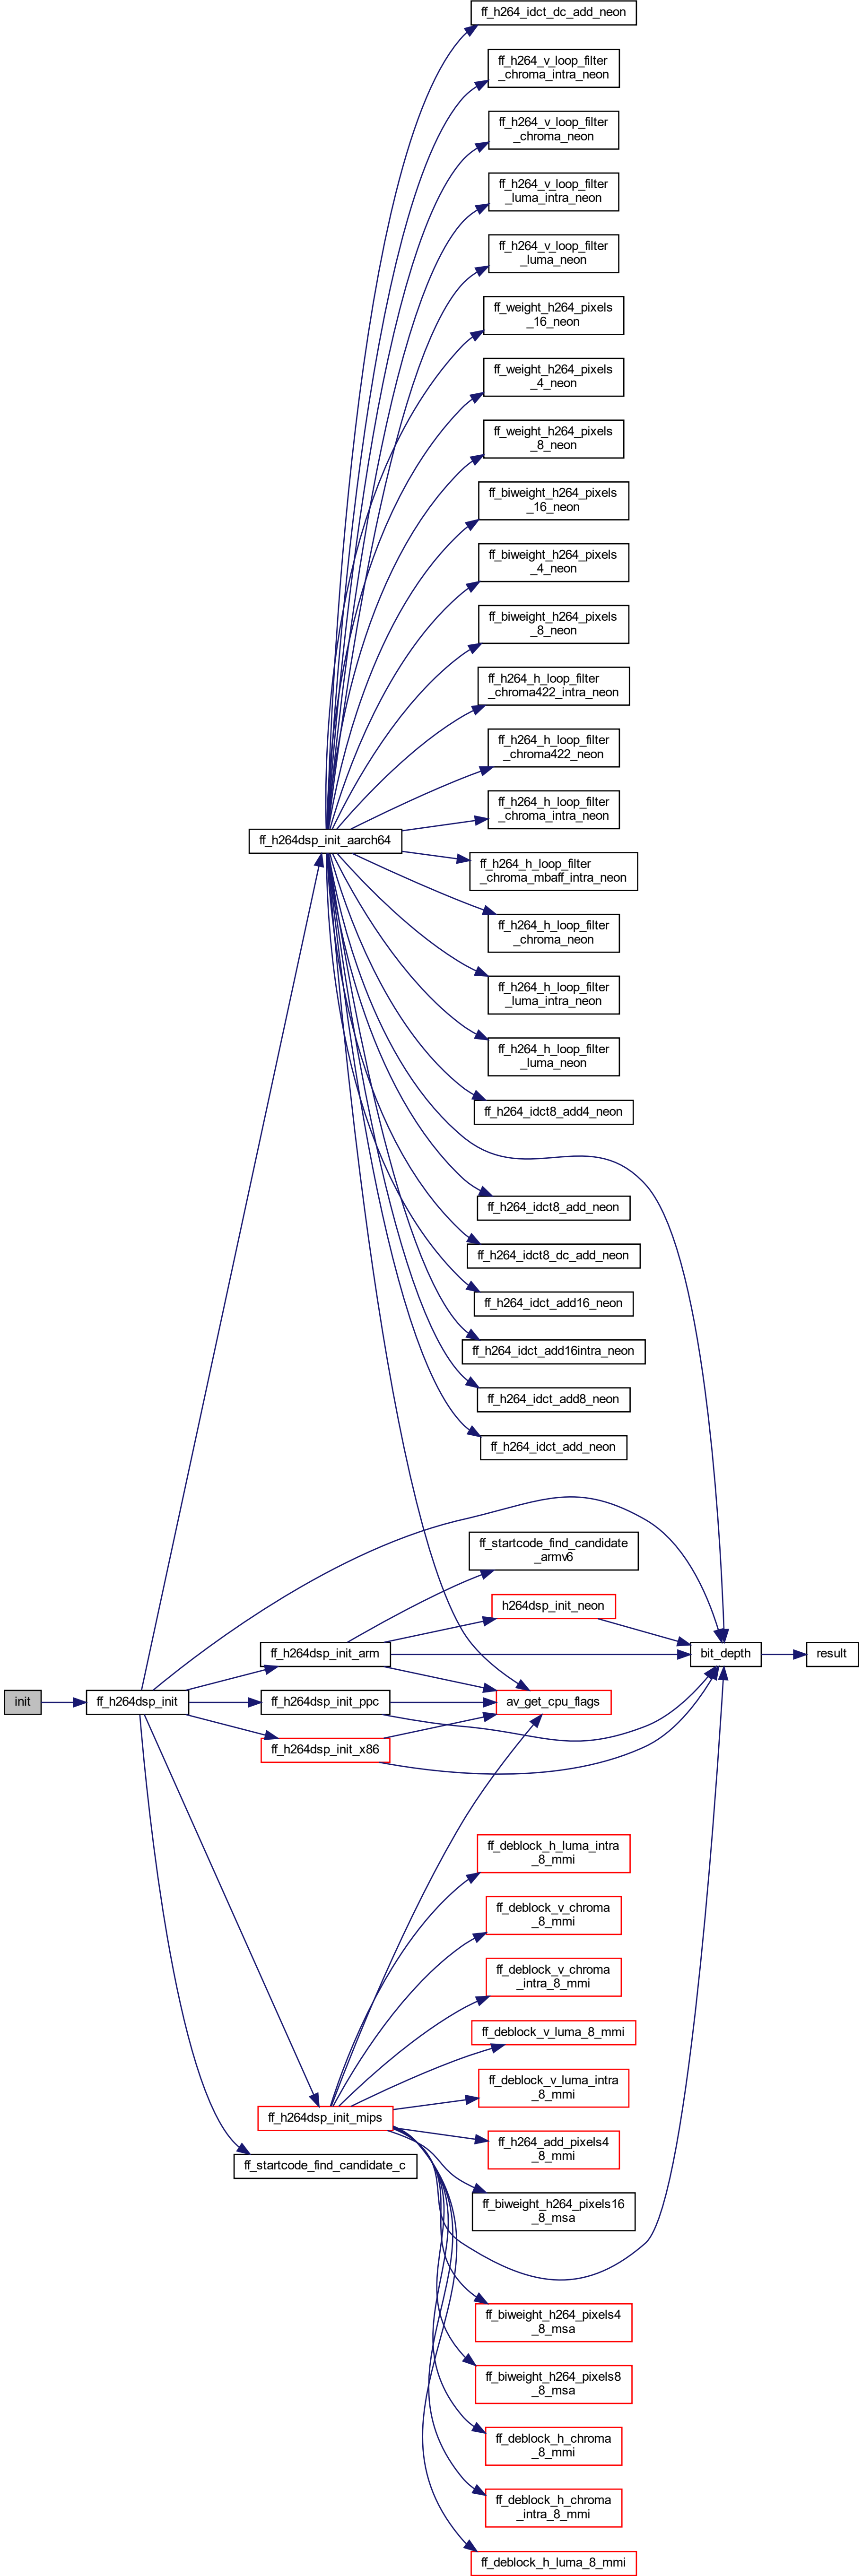 ff_h264_idct_dc_add_neon
ff_h264_v_loop_filter
_chroma_intra_neon
ff_h264_v_loop_filter
_chroma_neon
ff_h264_v_loop_filter
_luma_intra_neon
ff_h264_v_loop_filter
_luma_neon
ff_weight_h264_pixels
_16_neon
ff_weight_h264_pixels
_4_neon
ff_weight_h264_pixels
_8_neon
ff_biweight_h264_pixels
_16_neon
ff_biweight_h264_pixels
_4_neon
ff_biweight_h264_pixels
_8_neon
ff_h264_h_loop_filter
_chroma422_intra_neon
ff_h264_h_loop_filter
_chroma422_neon
ff_h264_h_loop_filter
_chroma_intra_neon
ff_h264dsp_init_aarch64
ff_h264_h_loop_filter
_chroma_mbaff_intra_neon
ff_h264_h_loop_filter
_chroma_neon
ff_h264_h_loop_filter
_luma_intra_neon
ff_h264_h_loop_filter
_luma_neon
ff_h264_idct8_add4_neon
ff_h264_idct8_add_neon
ff_h264_idct8_dc_add_neon
ff_h264_idct_add16_neon
ff_h264_idct_add16intra_neon
ff_h264_idct_add8_neon
ff_h264_idct_add_neon
ff_startcode_find_candidate
_armv6
h264dsp_init_neon
ff_h264dsp_init_arm
bit_depth
result
init
ff_h264dsp_init
ff_h264dsp_init_ppc
av_get_cpu_flags
ff_h264dsp_init_x86
ff_deblock_h_luma_intra
_8_mmi
ff_deblock_v_chroma
_8_mmi
ff_deblock_v_chroma
_intra_8_mmi
ff_deblock_v_luma_8_mmi
ff_deblock_v_luma_intra
_8_mmi
ff_h264dsp_init_mips
ff_h264_add_pixels4
_8_mmi
ff_startcode_find_candidate_c
ff_biweight_h264_pixels16
_8_msa
ff_biweight_h264_pixels4
_8_msa
ff_biweight_h264_pixels8
_8_msa
ff_deblock_h_chroma
_8_mmi
ff_deblock_h_chroma
_intra_8_mmi
ff_deblock_h_luma_8_mmi